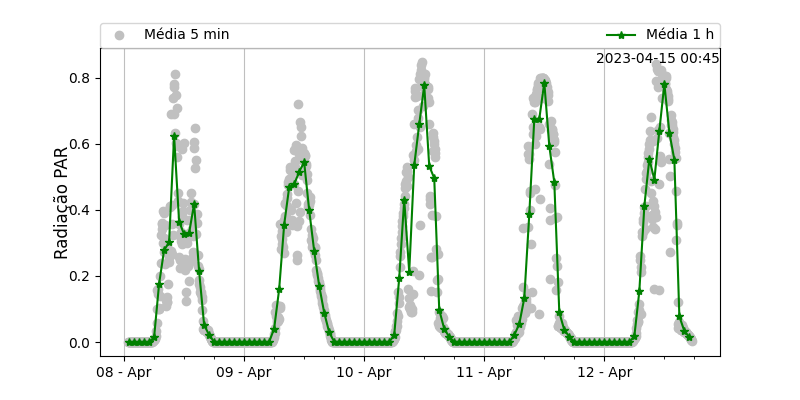 Média 5 min
Média 1 h
2023-04-15 00:45
Radiação PAR
0.8
0.6
0.4
0.2
0.0
08 - Apr
09 - Apr
10 - Apr
11 - Apr
12 - Apr